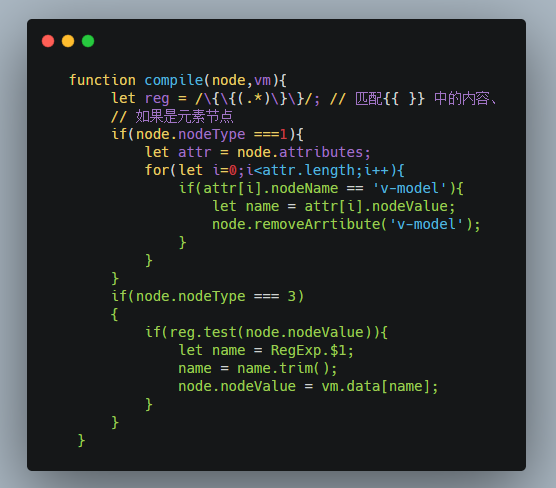 function compile(node,vm){
let reg = /\{\{(.*)\}\}/; // 匹配{{ }} 中的内容、
// 如果是元素节点
if(node.nodeType ===1){
let attr = node.attributes;
for(let i=0;i<attr.length;i++){
if(attr[i].nodeName == 'v-model'){
let name = attr[i].nodeValue;
node.removeArrtibute('v-model');
}
}
}
if(node.nodeType === 3)
{
if(reg.test(node.nodeValue)){
let name = RegExp.$1;
name = name.trim();
node.nodeValue = vm.data[name];
}
}
}